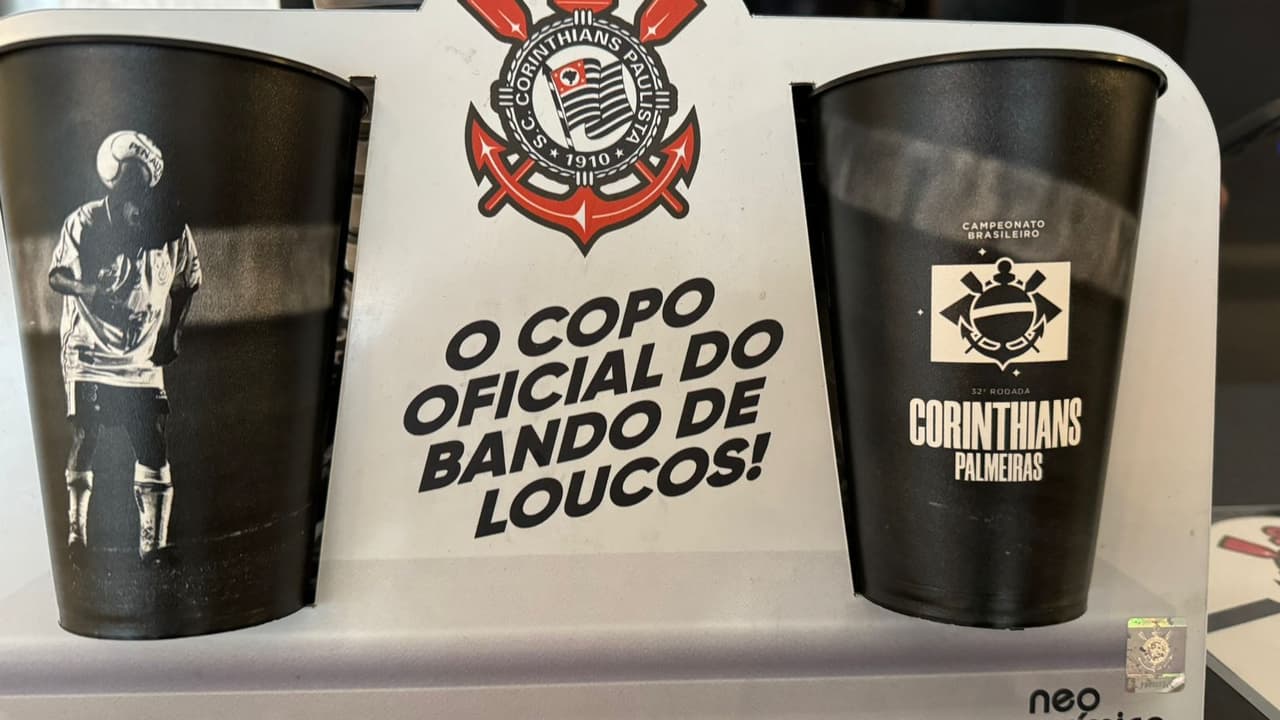 S.C. CORINTHIANS PAULISTA
★ 1910 ★
O COPO
OFICIAL DO
BANDO DE
LOUCOS!
CAMPEONATO
BRASILEIRO
32ª RODADA
CORINTHIANS
PALMEIRAS
neo